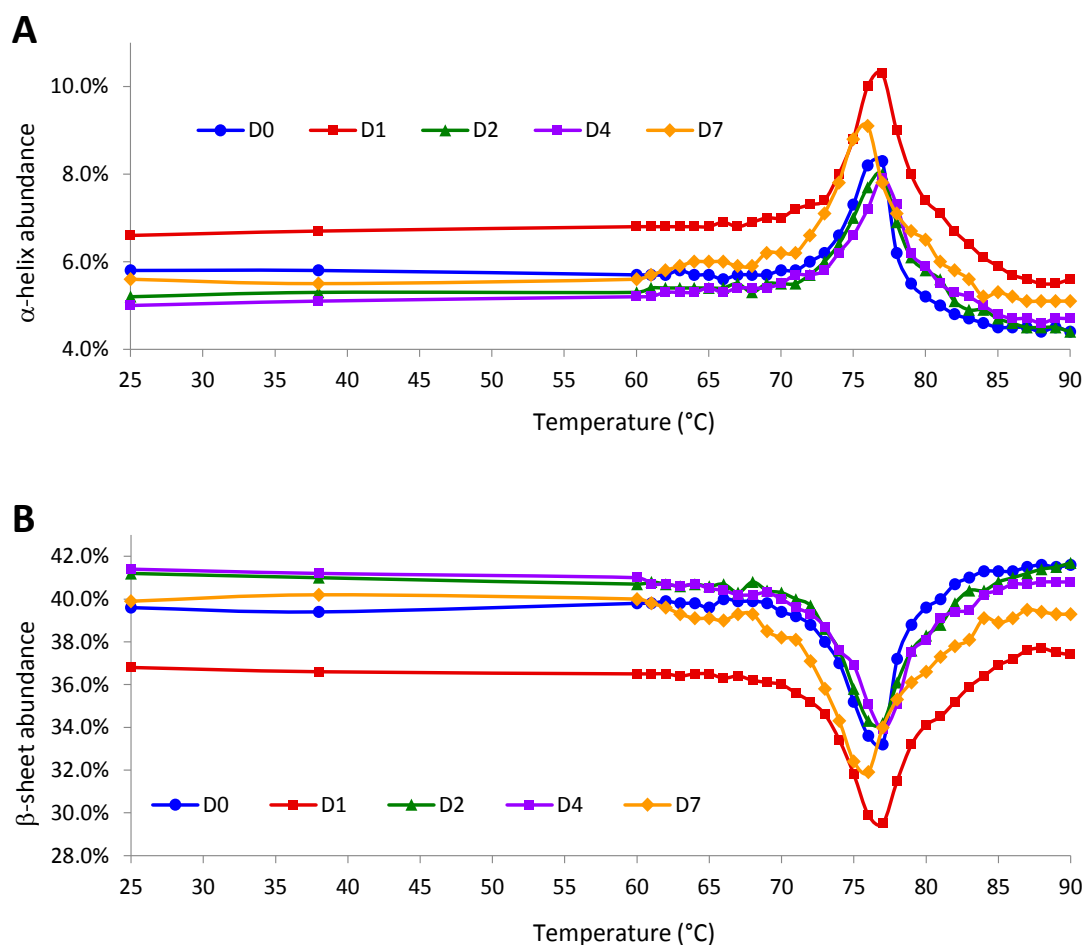 A
10.0%
D0 D1 D2 D4 D7
8.0%
6.0%
4.0%
α-helix abundance
25 30 35 40 45 50 55 60 65 70 75 80 85 90
Temperature (°C)
B
42.0%
40.0%
38.0%
36.0%
34.0%
32.0%
30.0%
28.0%
β-sheet abundance
D0 D1 D2 D4 D7
25 30 35 40 45 50 55 60 65 70 75 80 85 90
Temperature (°C)